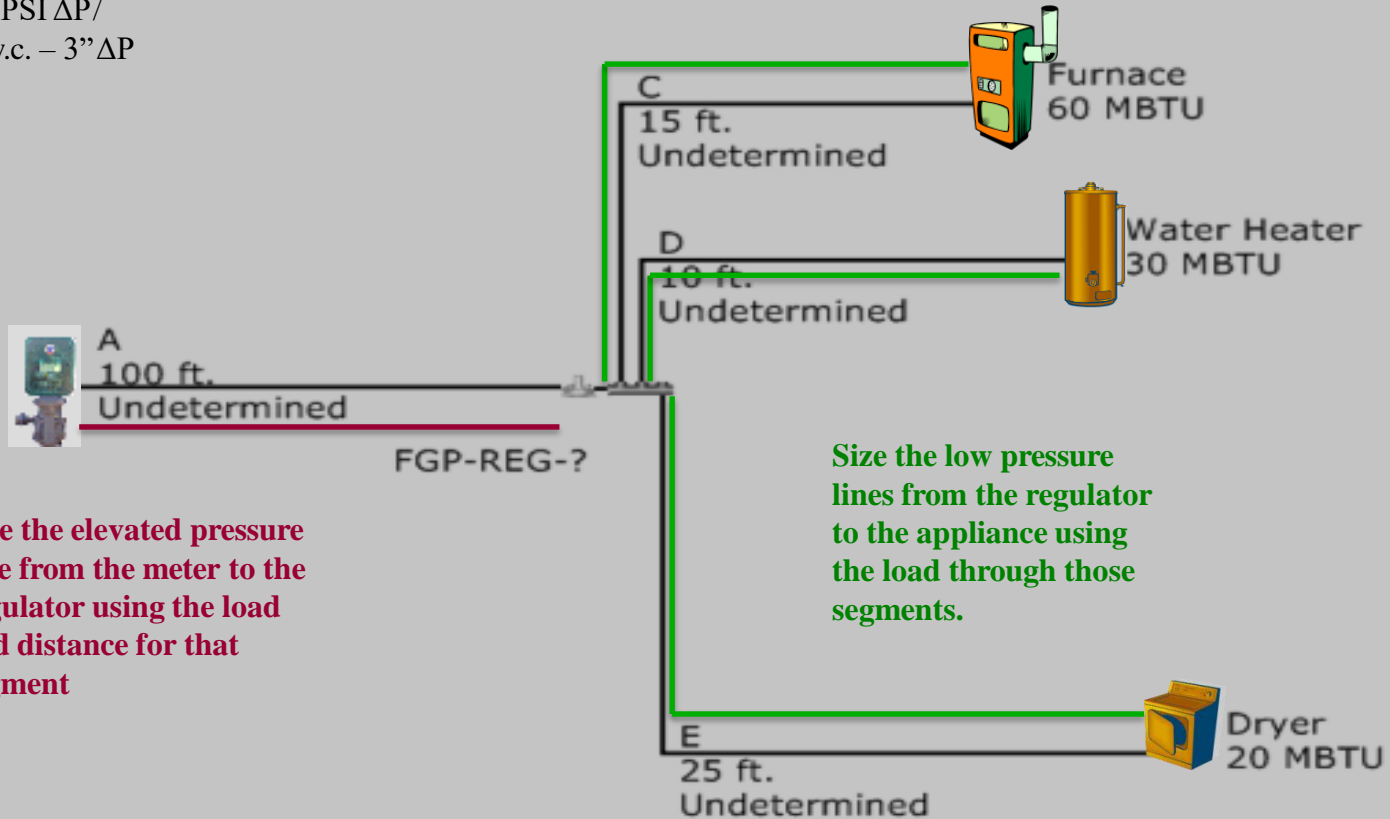 PSI ΔP/
.c. – 3” ΔP
C
15 ft.
Undetermined
Furnace
60 MBTU
D
10 ft.
Undetermined
Water Heater
30 MBTU
A
100 ft.
Undetermined
FGP-REG-?
e the elevated pressure
e from the meter to the
gulator using the load
d distance for that
gment
Size the low pressure
lines from the regulator
to the appliance using
the load through those
segments.
E
25 ft.
Undetermined
Dryer
20 MBTU